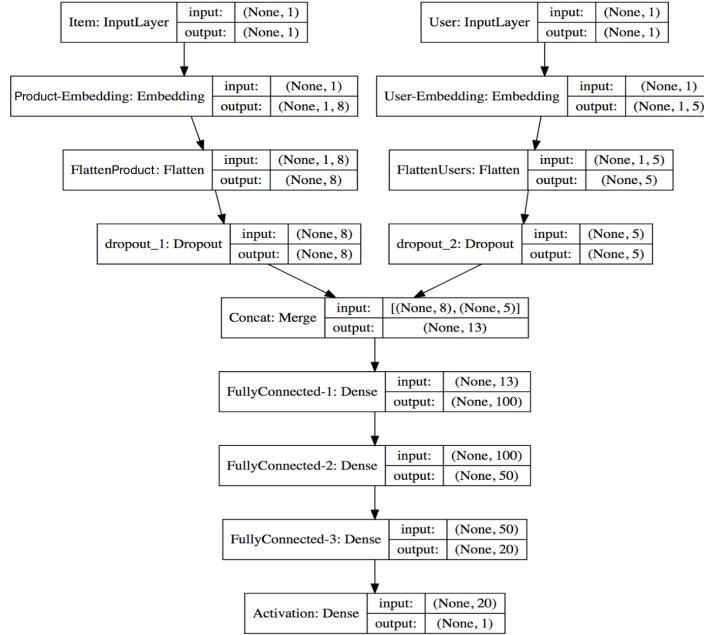 Item: InputLayer
input: (None, 1)
output: (None, 1)
User: InputLayer
input: (None, 1)
output: (None, 1)
Product-Embedding: Embedding
input: (None, 1)
output: (None, 1, 8)
User-Embedding: Embedding
input: (None, 1)
output: (None, 1, 5)
FlattenProduct: Flatten
input: (None, 1, 8)
output: (None, 8)
FlattenUsers: Flatten
input: (None, 1, 5)
output: (None, 5)
dropout_1: Dropout
input: (None, 8)
output: (None, 8)
dropout_2: Dropout
input: (None, 5)
output: (None, 5)
Concat: Merge
input: [(None, 8), (None, 5)]
output: (None, 13)
FullyConnected-1: Dense
input: (None, 13)
output: (None, 100)
FullyConnected-2: Dense
input: (None, 100)
output: (None, 50)
FullyConnected-3: Dense
input: (None, 50)
output: (None, 20)
Activation: Dense
input: (None, 20)
output: (None, 1)